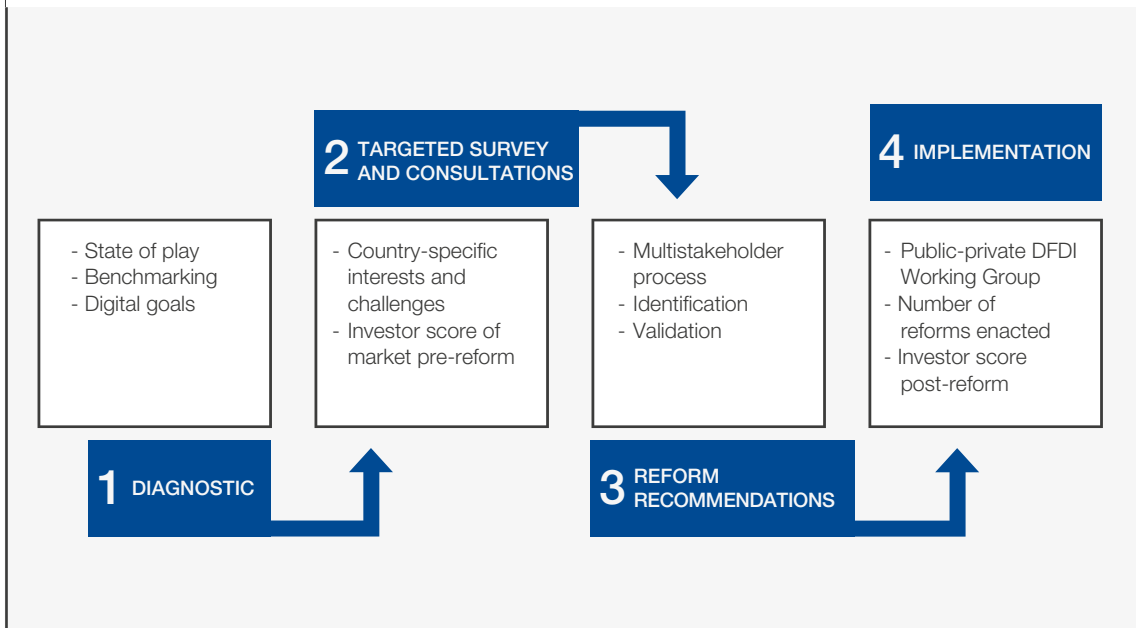 1 DIAGNOSTIC
- State of play
- Benchmarking
- Digital goals
2 TARGETED SURVEY
AND CONSULTATIONS
- Country-specific
interests and
challenges
- Investor score of
market pre-reform
3 REFORM
RECOMMENDATIONS
- Multistakeholder
process
- Identification
- Validation
4 IMPLEMENTATION
- Public-private DFDI
Working Group
- Number of
reforms enacted
- Investor score
post-reform